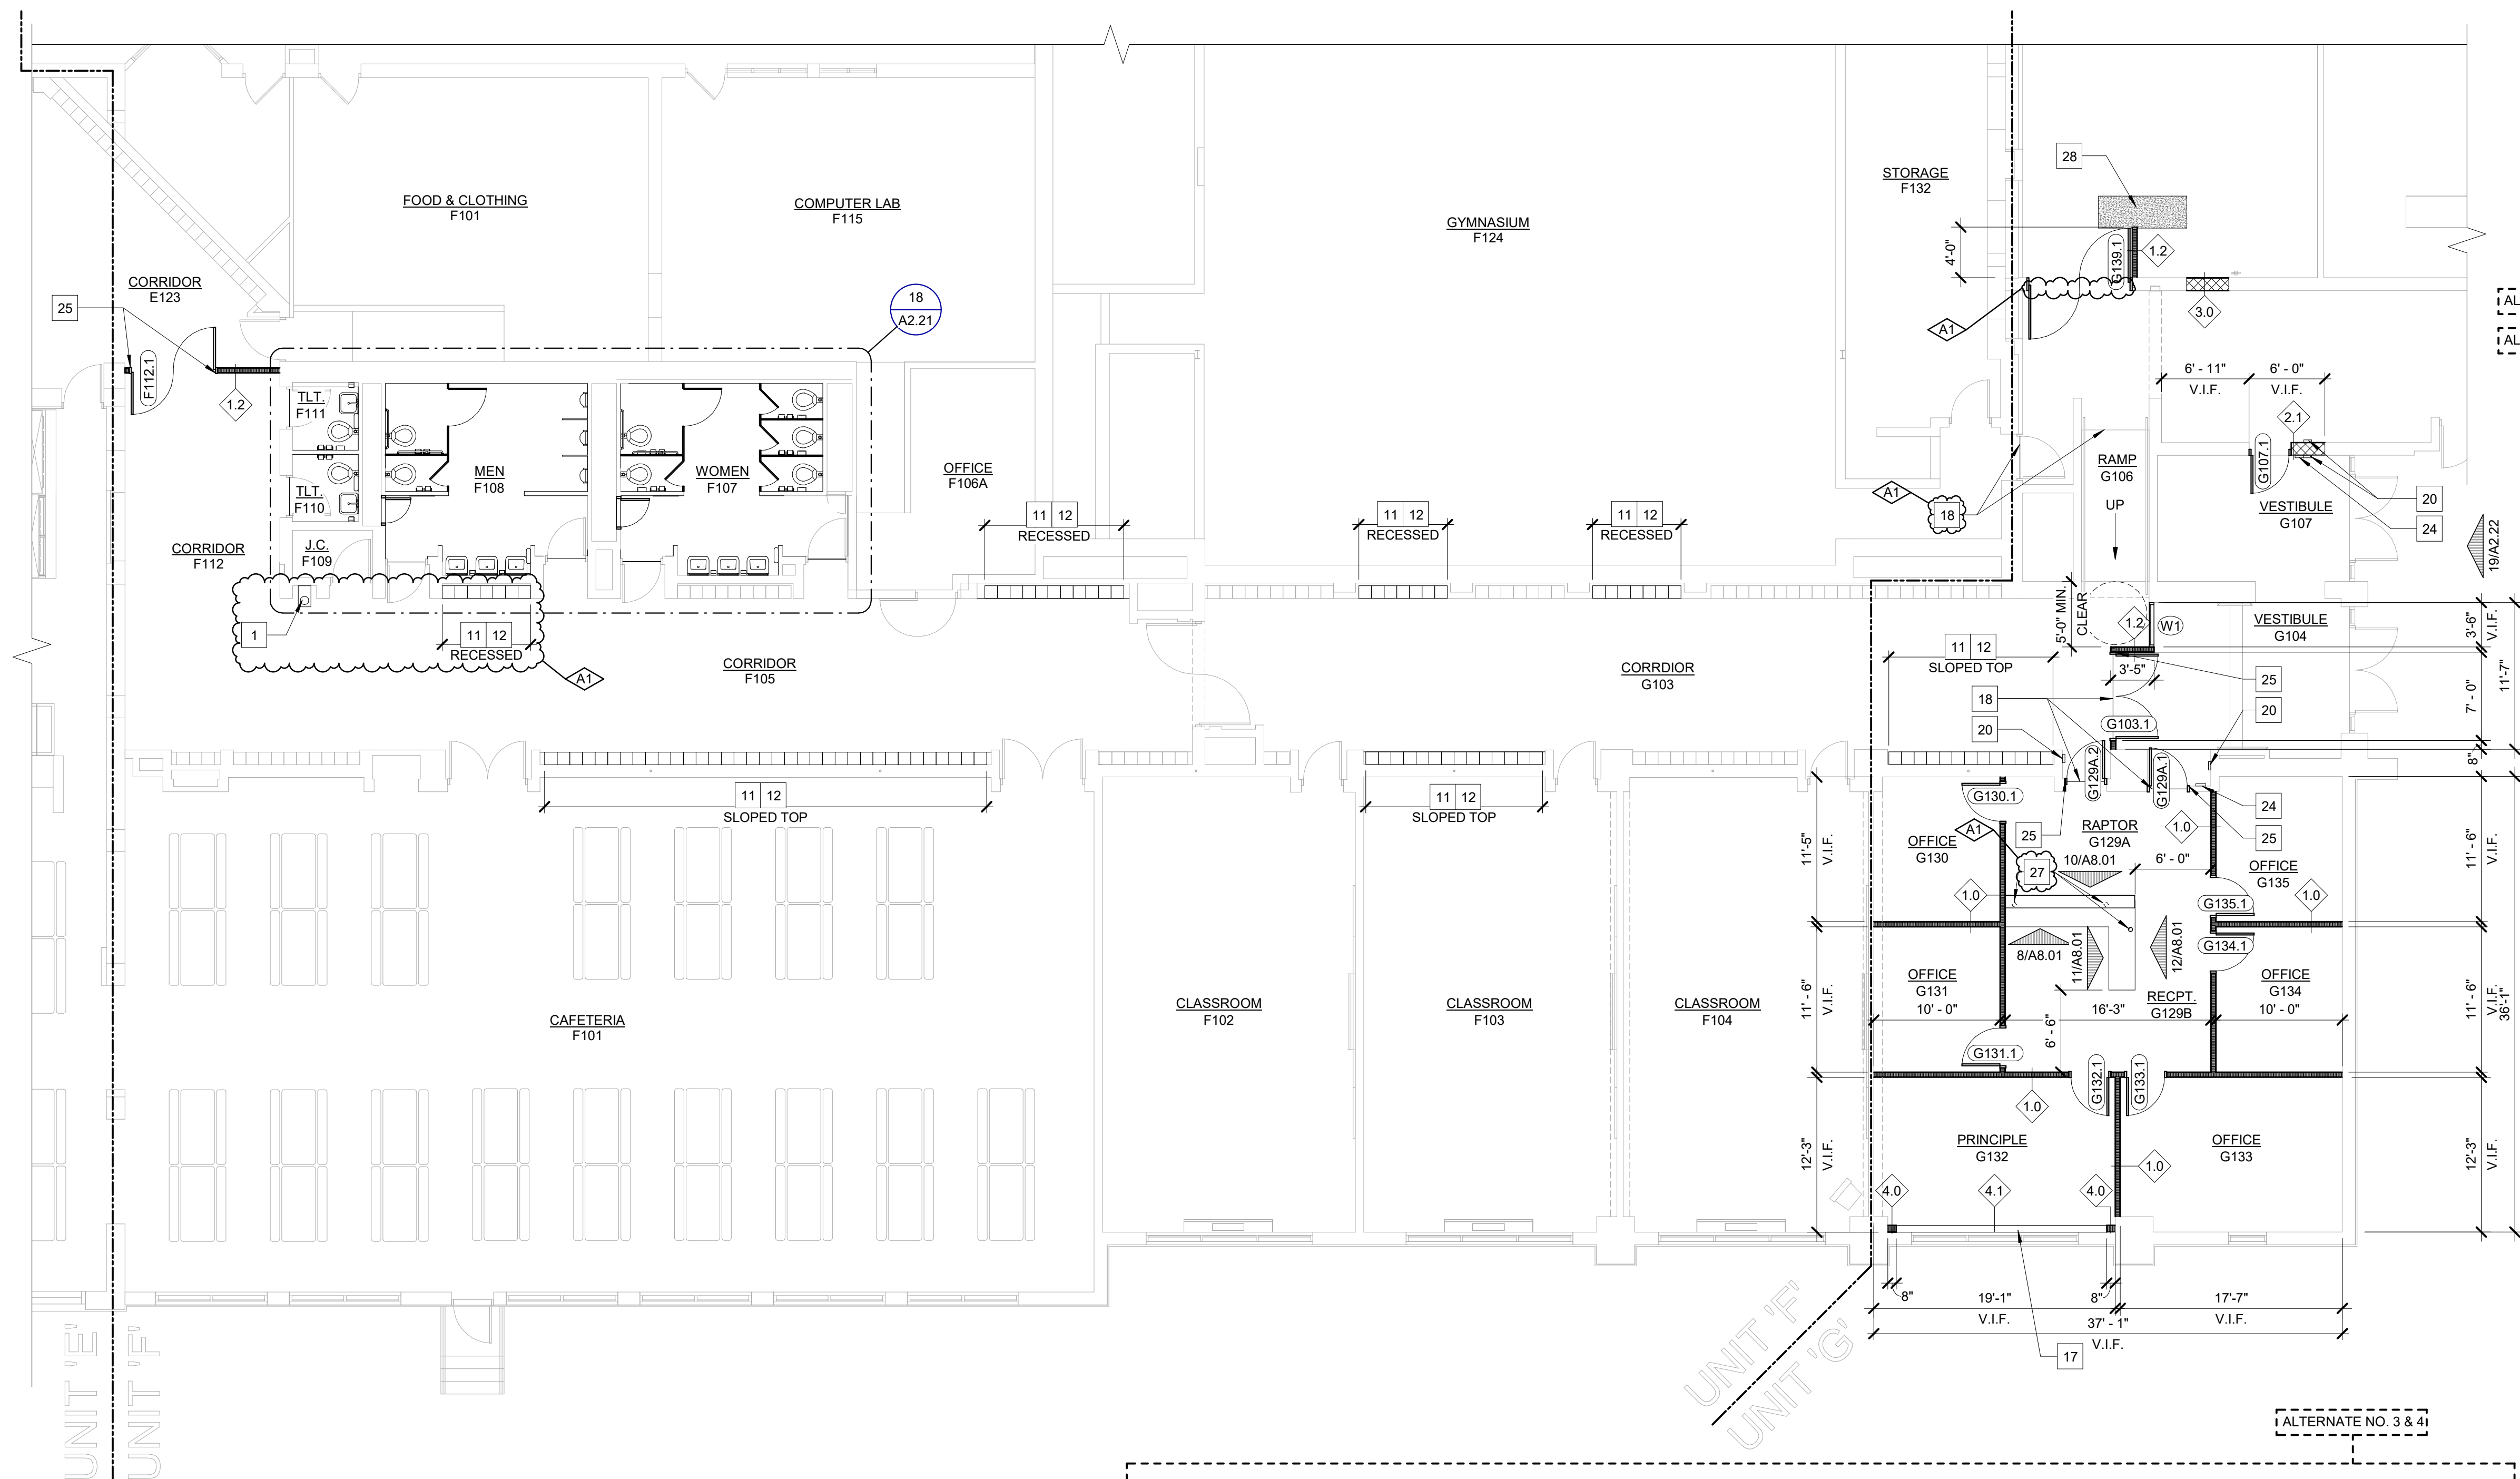 28
STORAGE
F132
FOOD & CLOTHING
F101
COMPUTER LAB
F115
GYMNASIUM
F124
4'-0"
G139.1
1.2
CORRIDOR
E123
25
18
A2.21
A1
3.0
AL
AL
F112.1
1.2
6' - 11"
V.I.F.
6' - 0"
V.I.F.
2.1
TLT.
F111
MEN
F108
WOMEN
F107
OFFICE
F106A
RAMP
G106
UP
G107.1
TLT.
F110
A1
18
VESTIBULE
G107
20
24
19/A2.22
11 12
RECESSED
11 12
RECESSED
11 12
RECESSED
CORRIDOR
F112
J.C.
F109
1
11 12
RECESSED
A1
CORRIDOR
F105
CORRDIOR
G103
11 12
SLOPED TOP
5'-0" MIN.
CLEAR
1.2
W1
VESTIBULE
G104
3'-6"
V.I.F.
3'-5"
25
11'-7"
7' - 0"
18
20
G103.1
20
8"
G129A.2
G129A.1
11 12
SLOPED TOP
11 12
SLOPED TOP
G130.1
24
A1
25
RAPTOR
G129A
1.0
25
11'-5"
V.I.F.
OFFICE
G130
27
10/A8.01
6' - 0"
OFFICE
G135
11' - 6"
V.I.F.
1.0
G135.1
1.0
8/A8.01
11/A8.01
12/A8.01
G134.1
OFFICE
G131
10' - 0"
OFFICE
G134
RECPT.
G129B
16'-3"
10' - 0"
11' - 6"
V.I.F.
11' - 6"
V.I.F.
36'-1"
CAFETERIA
F101
CLASSROOM
F102
CLASSROOM
F103
CLASSROOM
F104
6' - 6"
G131.1
G132.1
G133.1
1.0
PRINCIPLE
G132
OFFICE
G133
1.0
12'-3"
V.I.F.
12'-3"
V.I.F.
4.0
4.1
4.0
8"
8"
19'-1"
V.I.F.
17'-7"
V.I.F.
37' - 1"
V.I.F.
17
UNIT 'E'
UNIT 'F'
UNIT 'F'
UNIT 'G'
ALTERNATE NO. 3 & 4